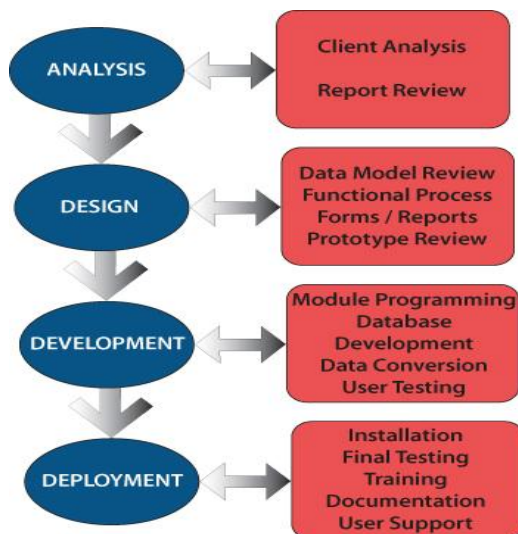 ANALYSIS
Client Analysis
Report Review
DESIGN
Data Model Review
Functional Process
Forms / Reports
Prototype Review
DEVELOPMENT
Module Programming
Database
Development
Data Conversion
User Testing
DEPLOYMENT
Installation
Final Testing
Training
Documentation
User Support